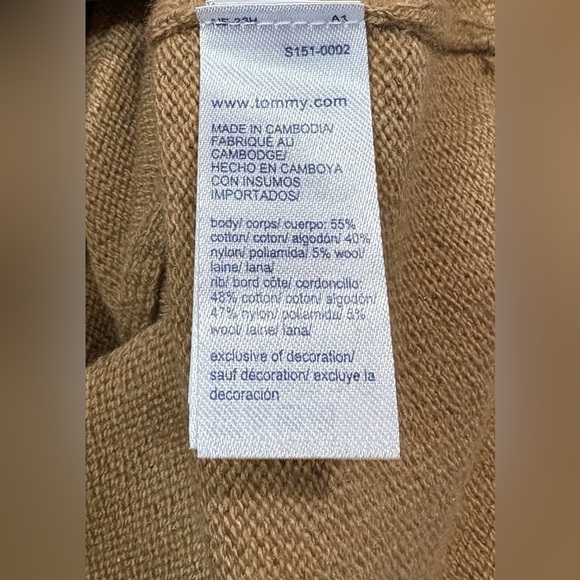 A1
S151-0002
www.tommy.com
MADE IN CAMBODIA/
FABRIQUÉ AU
CAMBODGE/
HECHO EN CAMBOYA
CON INSUMOS
IMPORTADOS/
body/ corps/ cuerpo: 55%
cotton/ coton/ algodón/ 40%
nylon/ poliamida/ 5% wool/
laine/ lana/
rib/ bord côte/ cordoncillo:
48% cotton/ coton/ algodón/
47% nylon/ poliamida/ 5%
wool/ laine/ lana/
exclusive of decoration/
sauf décoration/ excluye la
decoración